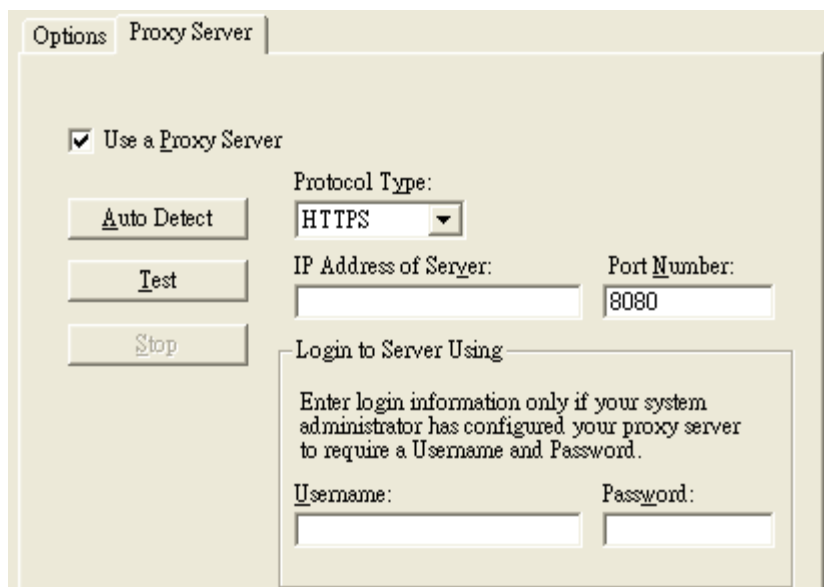 Options
Proxy Server
Use a Proxy Server
Protocol Type:
Auto Detect
HTTPS
IP Address of Server:
Port Number:
Test
8080
Stop
Login to Server Using
Enter login information only if your system
administrator has configured your proxy server
to require a Username and Password.
Username:
Password: